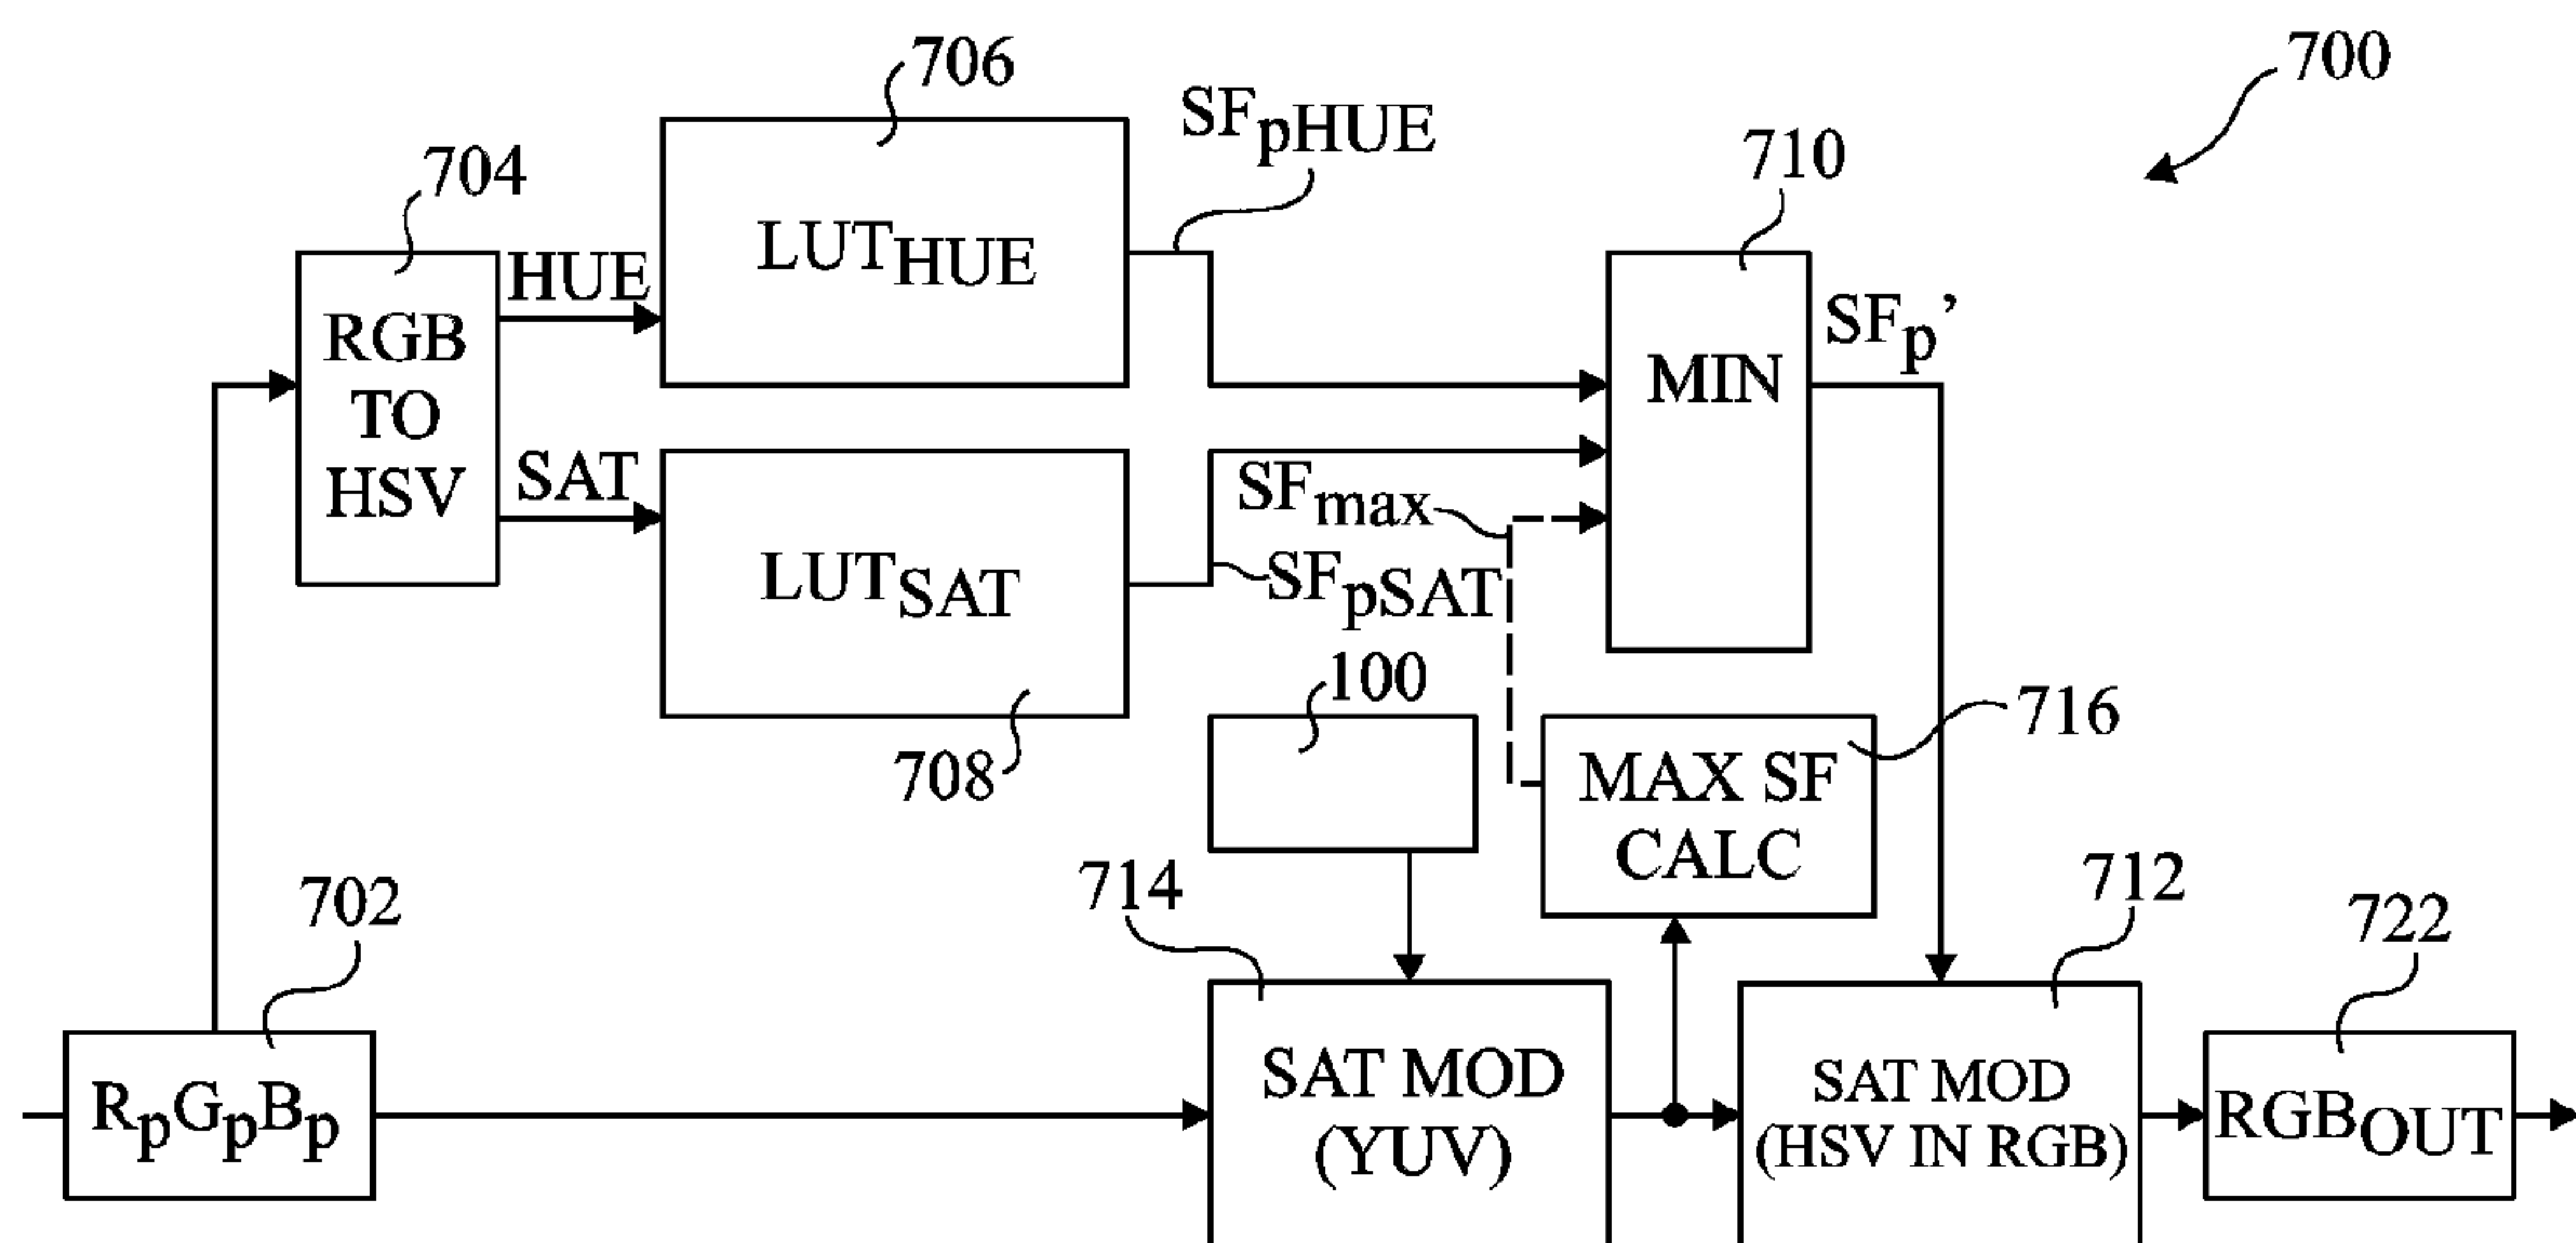 700
706
SFpHUE
710
704
LUTHUE
HUE
RGB
TO
HSV
SFp’
MIN
SAT
SFmax
LUTSAT
SFpSAT
100
716
708
MAX SF
CALC
714
712
702
722
RpGpBp
SAT MOD
(YUV)
SAT MOD
(HSV IN RGB)
RGBOUT